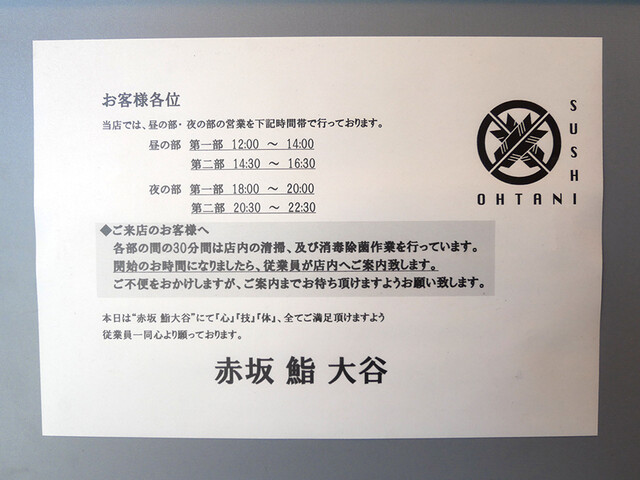 お客様各位
当店では、昼の部・夜の部の営業を下記時間帯で行っております。
昼の部 第一部 12:00 ～ 14:00
第二部 14:30 ～ 16:30
夜の部 第一部 18:00 ～ 20:00
第二部 20:30 ～ 22:30
◆ご来店のお客様へ
各部の間の30分間は店内の清掃、及び消毒除菌作業を行っています。
開始のお時間になりましたら、従業員が店内へご案内致します。
ご不便をおかけしますが、ご案内までお待ち頂けますようお願い致します。
本日は“赤坂 鮨大谷”にて「心」「技」「体」、全てご満足頂けますよう
従業員一同心より願っております。
赤坂 鮨 大谷
SUSHI
OHTANI